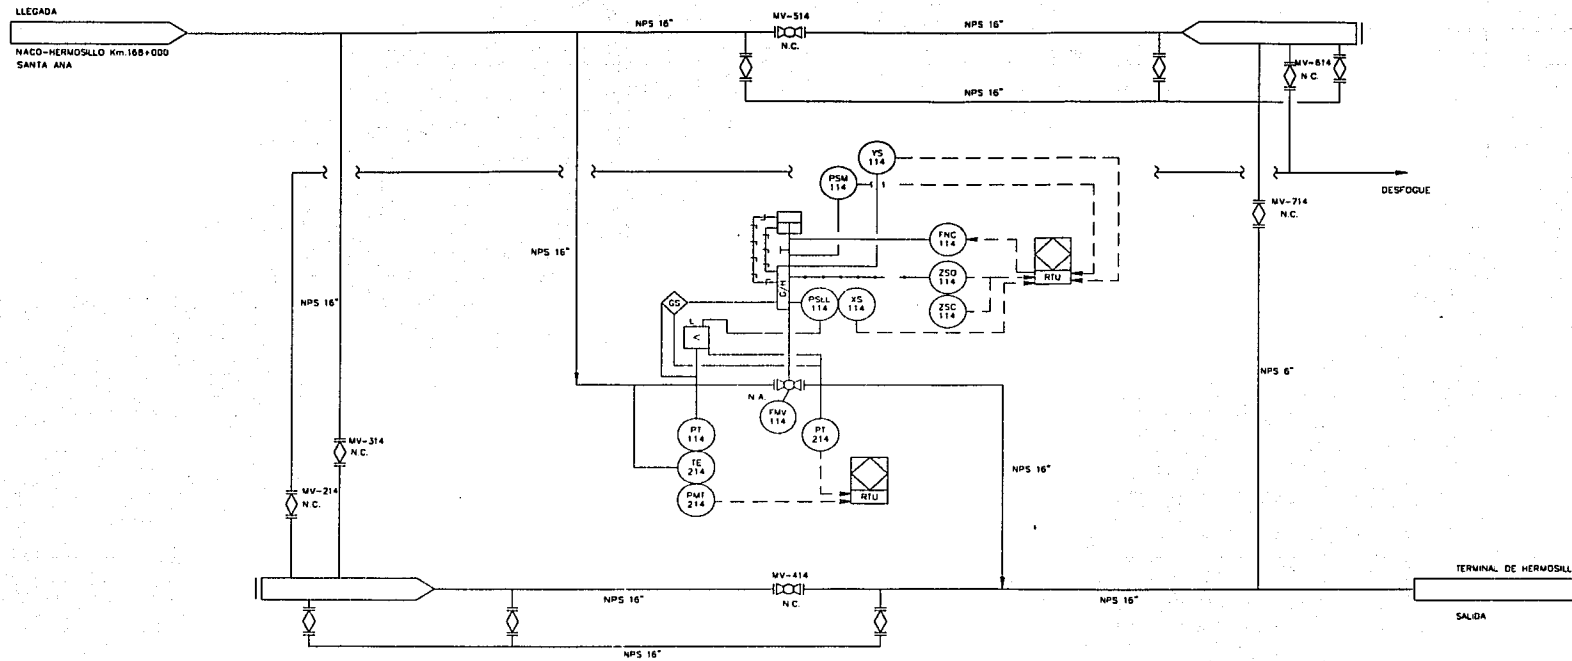 LLEGADA
NACO-HERMOSILLO Km.168+000
SANTA ANA
NPS 16"
MV-514
N.C.
NPS 16"
MV-614
N.C.
NPS 16"
YS
114
PSM
114
DESFOGUE
MV-714
N.C.
FNC
114
RTU
NPS 16"
G/H
ZSO
114
NPS 16"
GS
PSLL
114
XS
114
ZSC
114
L
<
NPS 6"
N.A.
FMV
114
PT
114
PT
214
MV-314
N.C.
TE
214
NPS 16"
MV-214
N.C.
PMT
214
RTU
MV-414
N.C.
TERMINAL DE HERMOSILL
NPS 16"
NPS 16"
SALIDA
NPS 16"